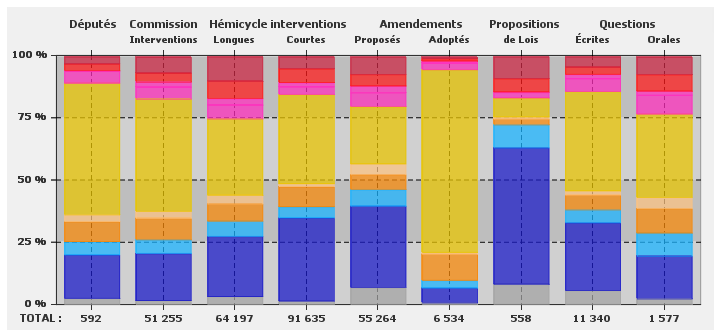 Députés Commission Hémicycle interventions Amendements Propositions Questions
Interventions Longues Courtes Proposés Adoptés de Lois Écrites Orales
100 %
75 %
50 %
25 %
0 %
TOTAL : 592 51 255 64 197 91 635 55 264 6 534 558 11 340 1 577